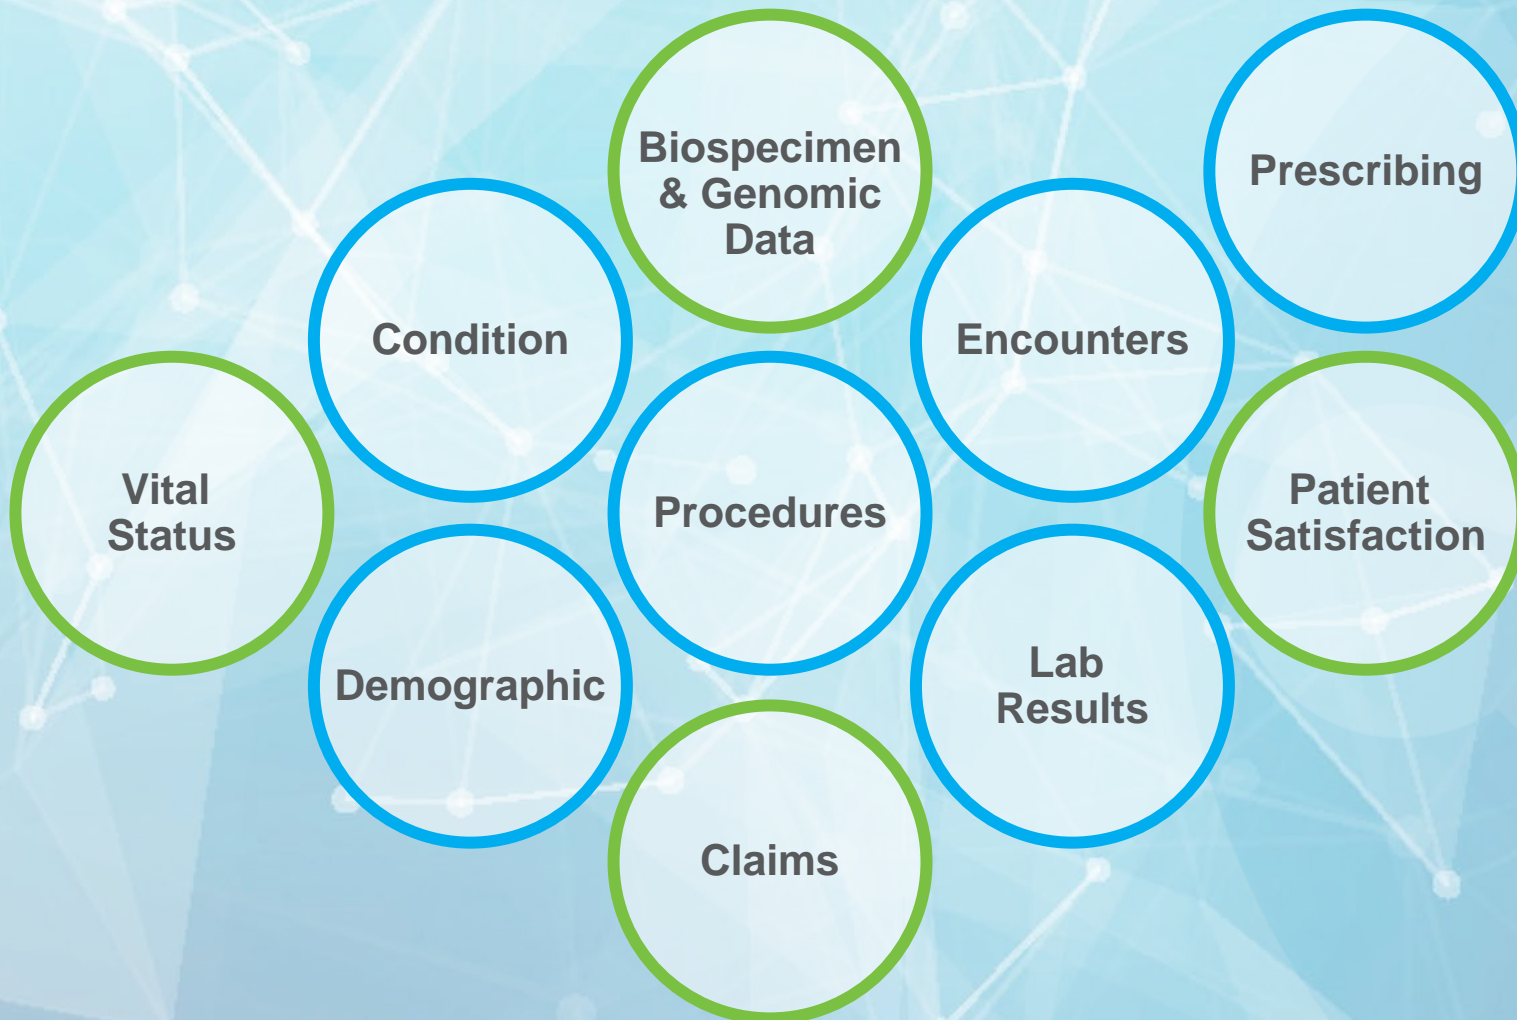 Biospecimen
& Genomic
Data
Prescribing
Condition
Encounters
Vital
Status
Procedures
Patient
Satisfaction
Demographic
Lab
Results
Claims